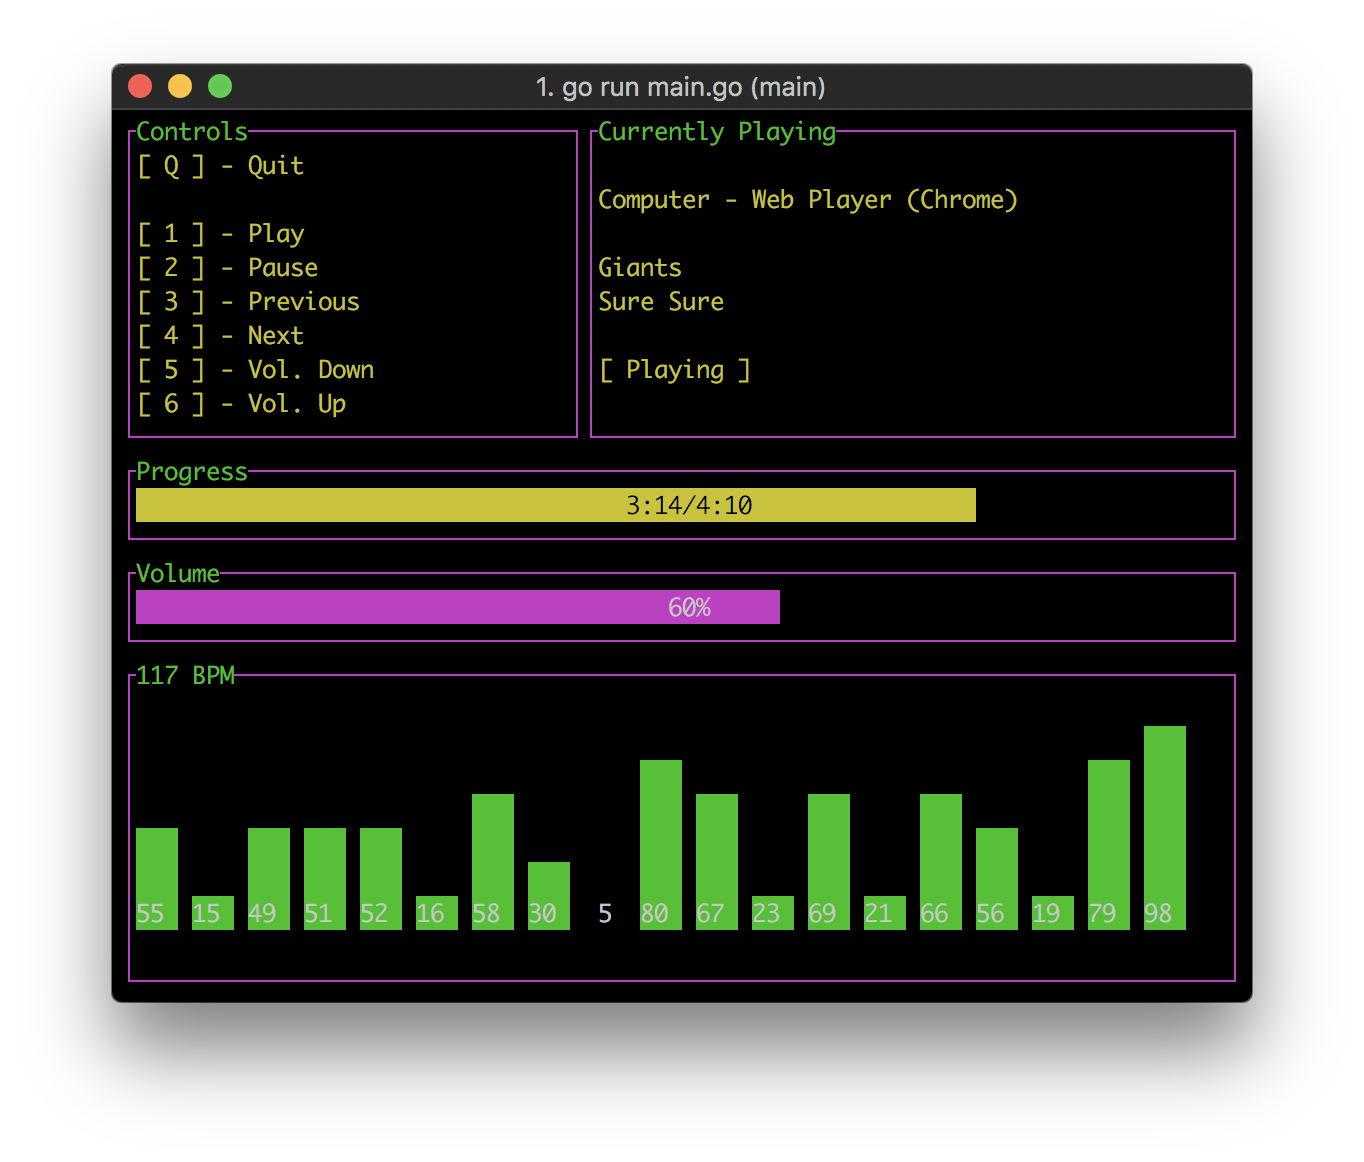 1. go run main.go (main)
Controls
[ Q ] - Quit
[ 1 ] - Play
[ 2 ] - Pause
[ 3 ] - Previous
[ 4 ] - Next
[ 5 ] - Vol. Down
[ 6 ] - Vol. Up
Currently Playing
Computer - Web Player (Chrome)
Giants
Sure Sure
[ Playing ]
Progress
3:14/4:10
Volume
60%
117 BPM
55 15 49 51 52 16 58 30 5 80 67 23 69 21 66 56 19 79 98